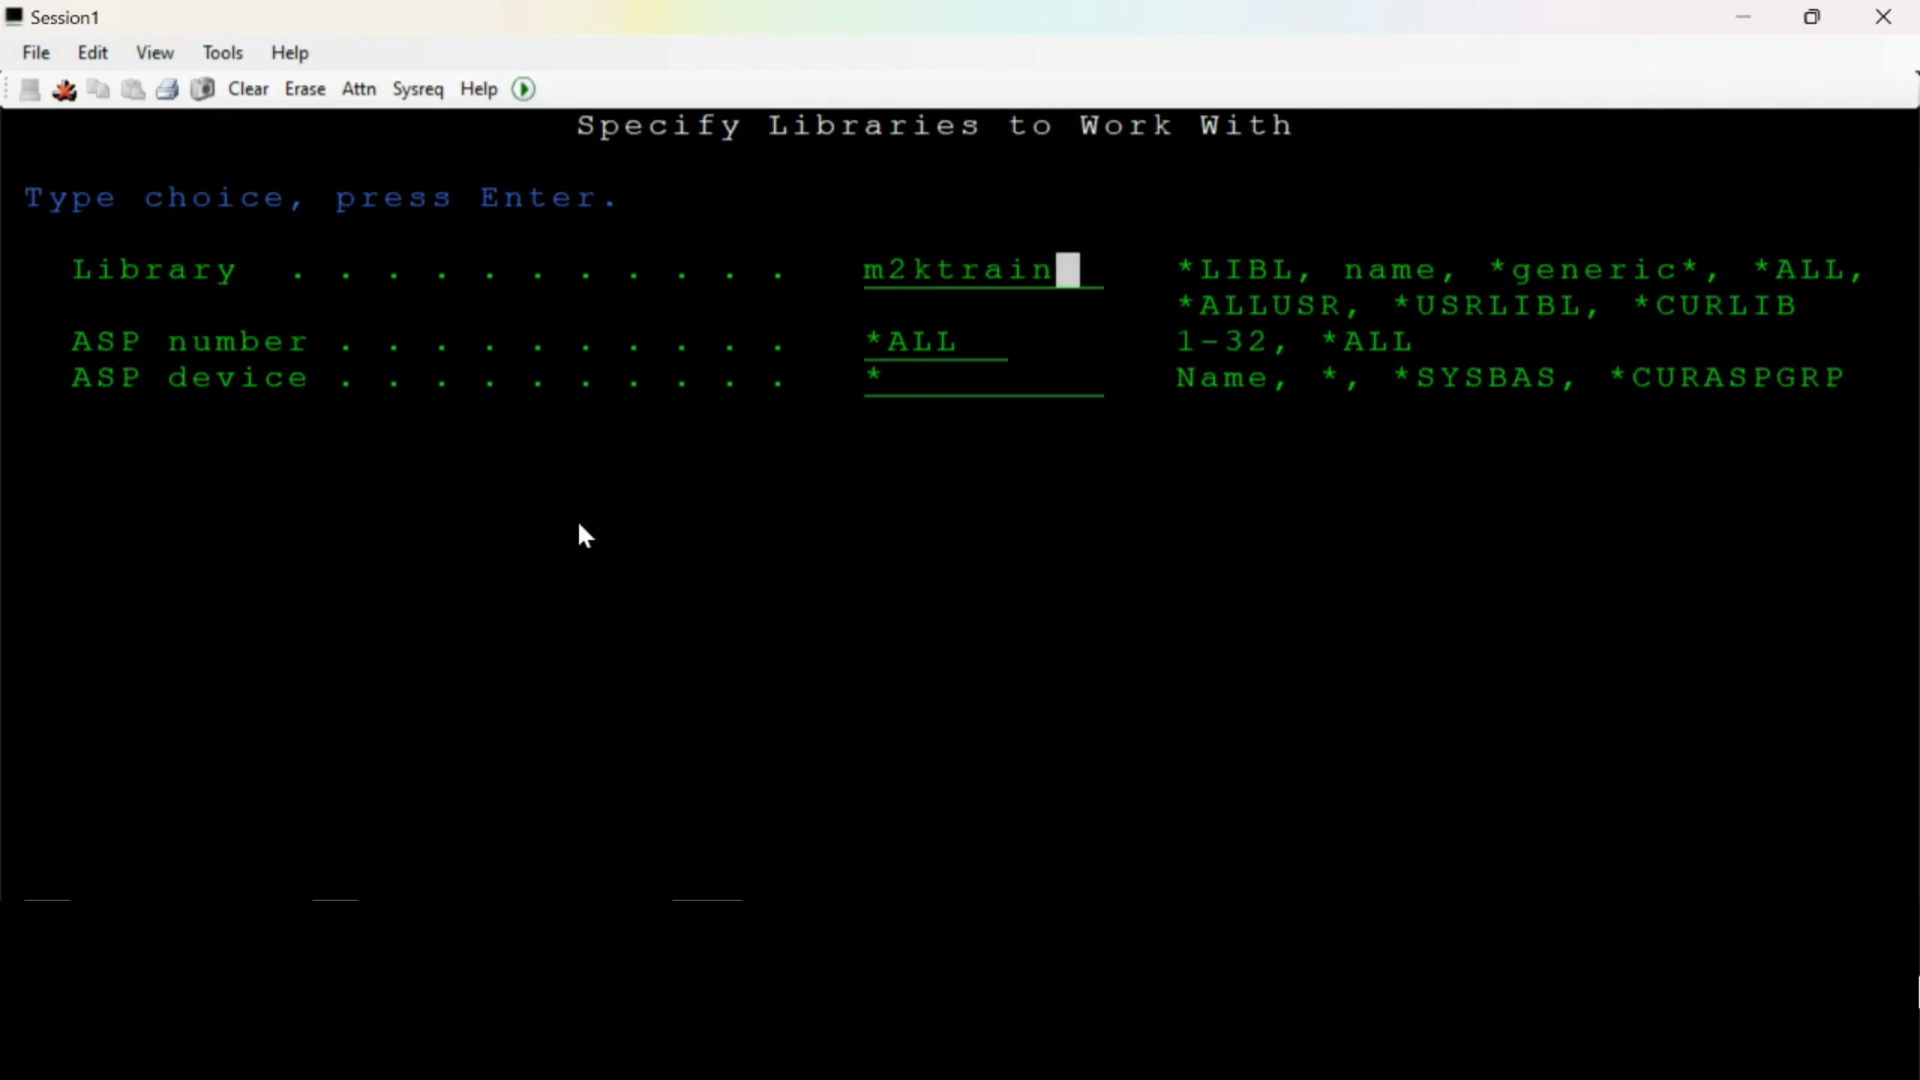 Session1
File Edit View Tools Help
Clear Erase Attn Sysreq Help
Specify Libraries to Work With
Type choice, press Enter.
Library . . . . . . . . . . . m2ktrain *LIBL, name, *generic*, *ALL,
*ALLUSR, *USRLIBL, *CURLIB
ASP number . . . . . . . . . . *ALL 1-32, *ALL
ASP device . . . . . . . . . . * Name, *, *SYSBAS, *CURASPGRP